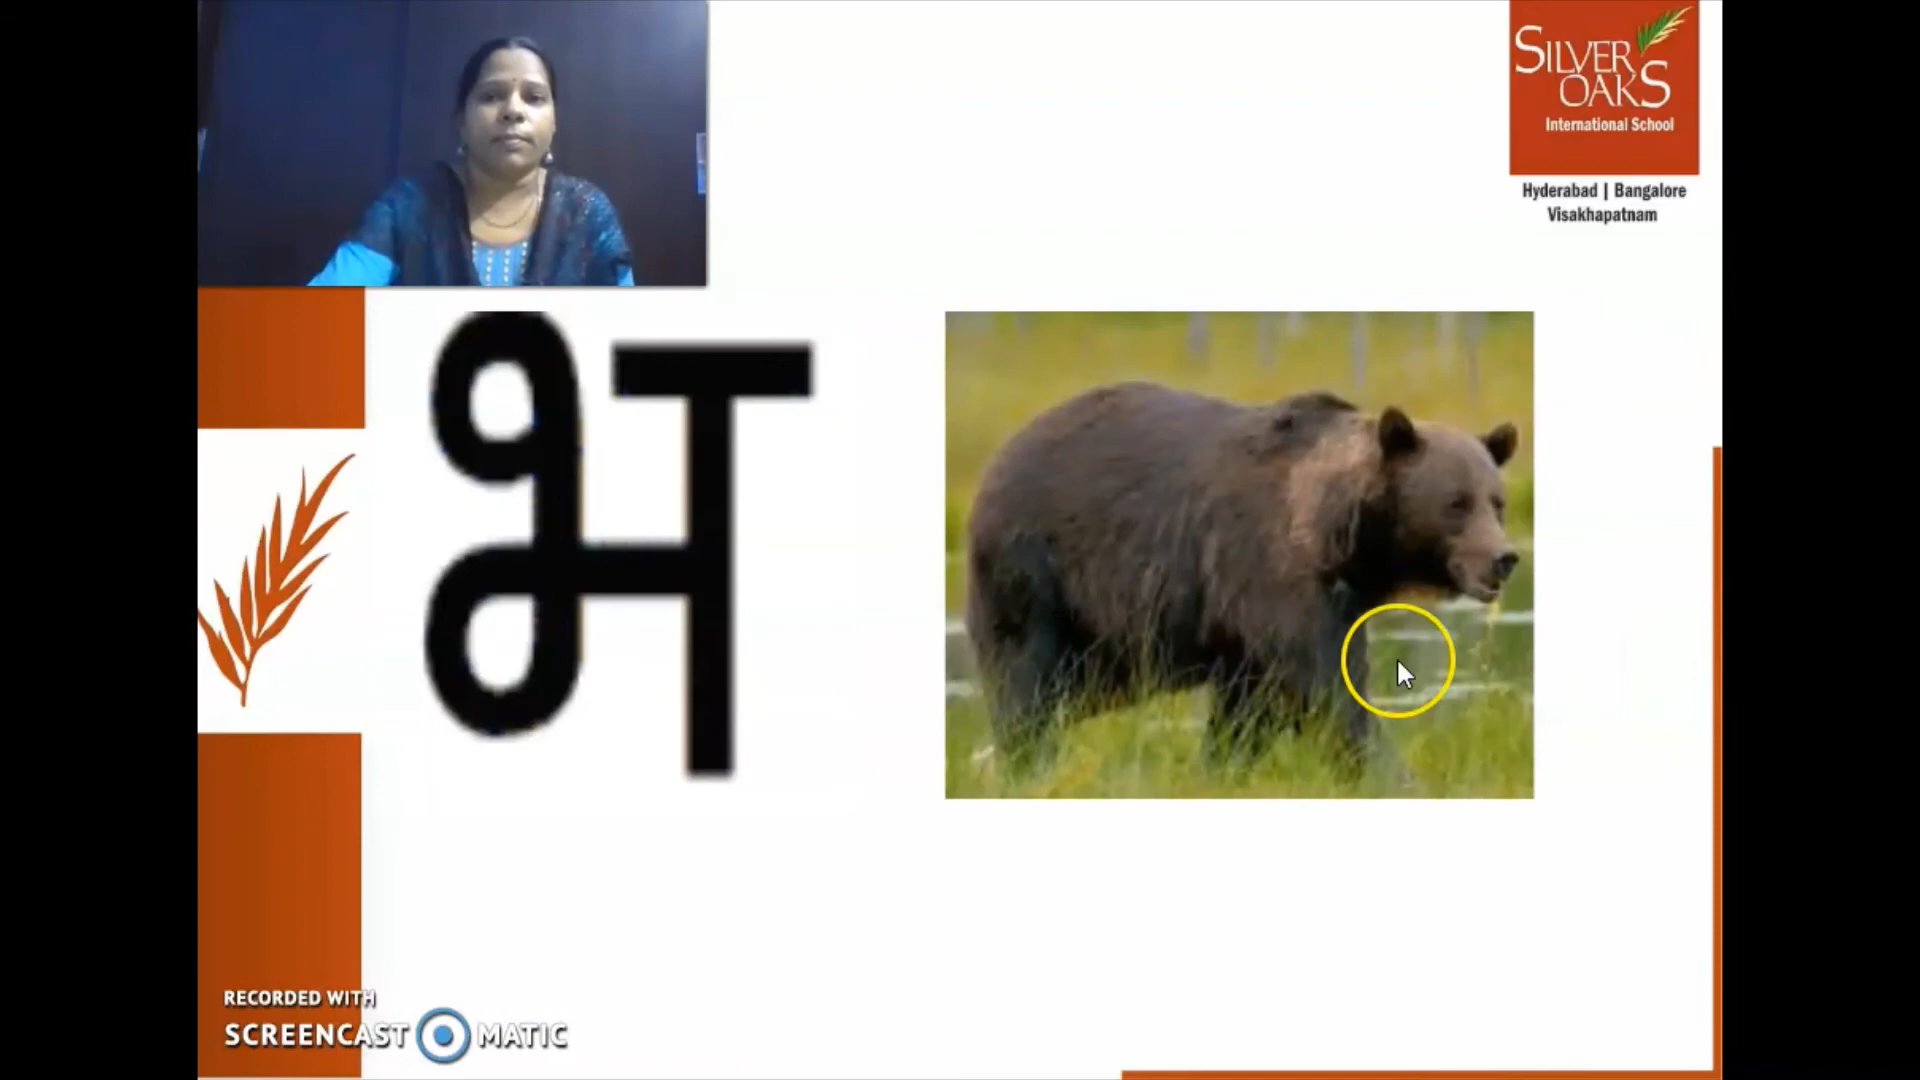 SILVER
OAKS
International School
Hyderabad | Bangalore
Visakhapatnam
भ
RECORDED WITH
SCREENCAST MATIC